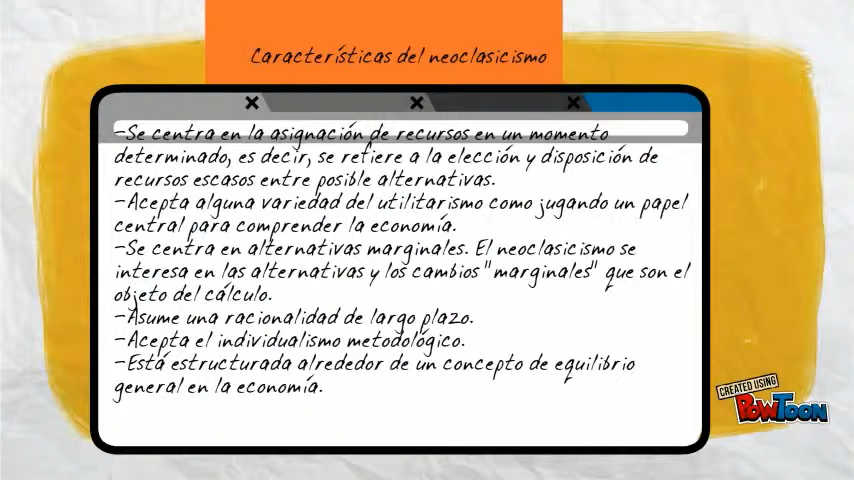 Características del neoclasicismo
-Se centra en la asignación de recursos en un momento
determinado, es decir, se refiere a la elección y disposición de
recursos escasos entre posible alternativas.
-Acepta alguna variedad del utilitarismo como jugando un papel
central para comprender la economía.
-Se centra en alternativas marginales. El neoclasicismo se
interesa en las alternativas y los cambios "marginales" que son el
objeto del cálculo.
-Asume una racionalidad de largo plazo.
-Acepta el individualismo metodológico.
-Está estructurada alrededor de un concepto de equilibrio
general en la economía.
CREATED USING
POWTOON